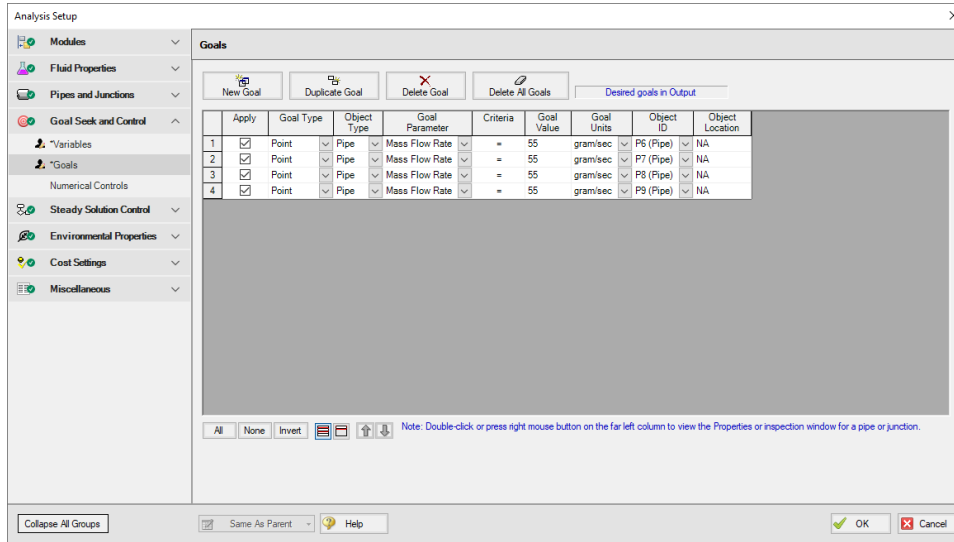 Analysis Setup
Modules
Fluid Properties
Pipes and Junctions
Goal Seek and Control
*Variables
*Goals
Numerical Controls
Steady Solution Control
Environmental Properties
Cost Settings
Miscellaneous
Goals
New Goal Duplicate Goal Delete Goal Delete All Goals Desired goals in Output
Apply Goal Type Object Type Goal Parameter Criteria Goal Value Goal Units Object ID Object Location
1 Point Pipe Mass Flow Rate = 55 gram/sec P6 (Pipe) NA
2 Point Pipe Mass Flow Rate = 55 gram/sec P7 (Pipe) NA
3 Point Pipe Mass Flow Rate = 55 gram/sec P8 (Pipe) NA
4 Point Pipe Mass Flow Rate = 55 gram/sec P9 (Pipe) NA
All None Invert Note: Double-click or press right mouse button on the far left column to view the Properties or inspection window for a pipe or junction.
Collapse All Groups Same As Parent Help OK Cancel